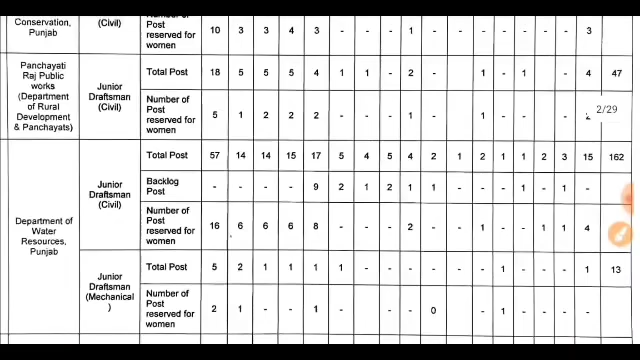 Conservation, Punjab (Civil) Number of Post reserved for women 10 3 3 4 3 - - - 1 - - - - - - 3
Panchayati Raj Public works (Department of Rural Development & Panchayats) Junior Draftsman (Civil) Total Post 18 5 5 5 4 1 1 - 2 - - 1 - 1 - - 4 47
Number of Post reserved for women 5 1 2 2 2 - - - 1 - - 1 - - - - 2/29
Department of Water Resources, Punjab Junior Draftsman (Civil) Total Post 57 14 14 15 17 5 4 5 4 2 1 2 1 1 2 3 15 162
Backlog Post - - - - 9 2 1 2 1 1 - - - 1 - 1 -
Number of Post reserved for women 16 6 6 6 8 - - - 2 - - 1 - - 1 1 4
Junior Draftsman (Mechanical) Total Post 5 2 1 1 1 1 - - - - - - 1 - - - 1 13
Number of Post reserved for women 2 1 - - 1 - - - - 0 - - 1 - - - -